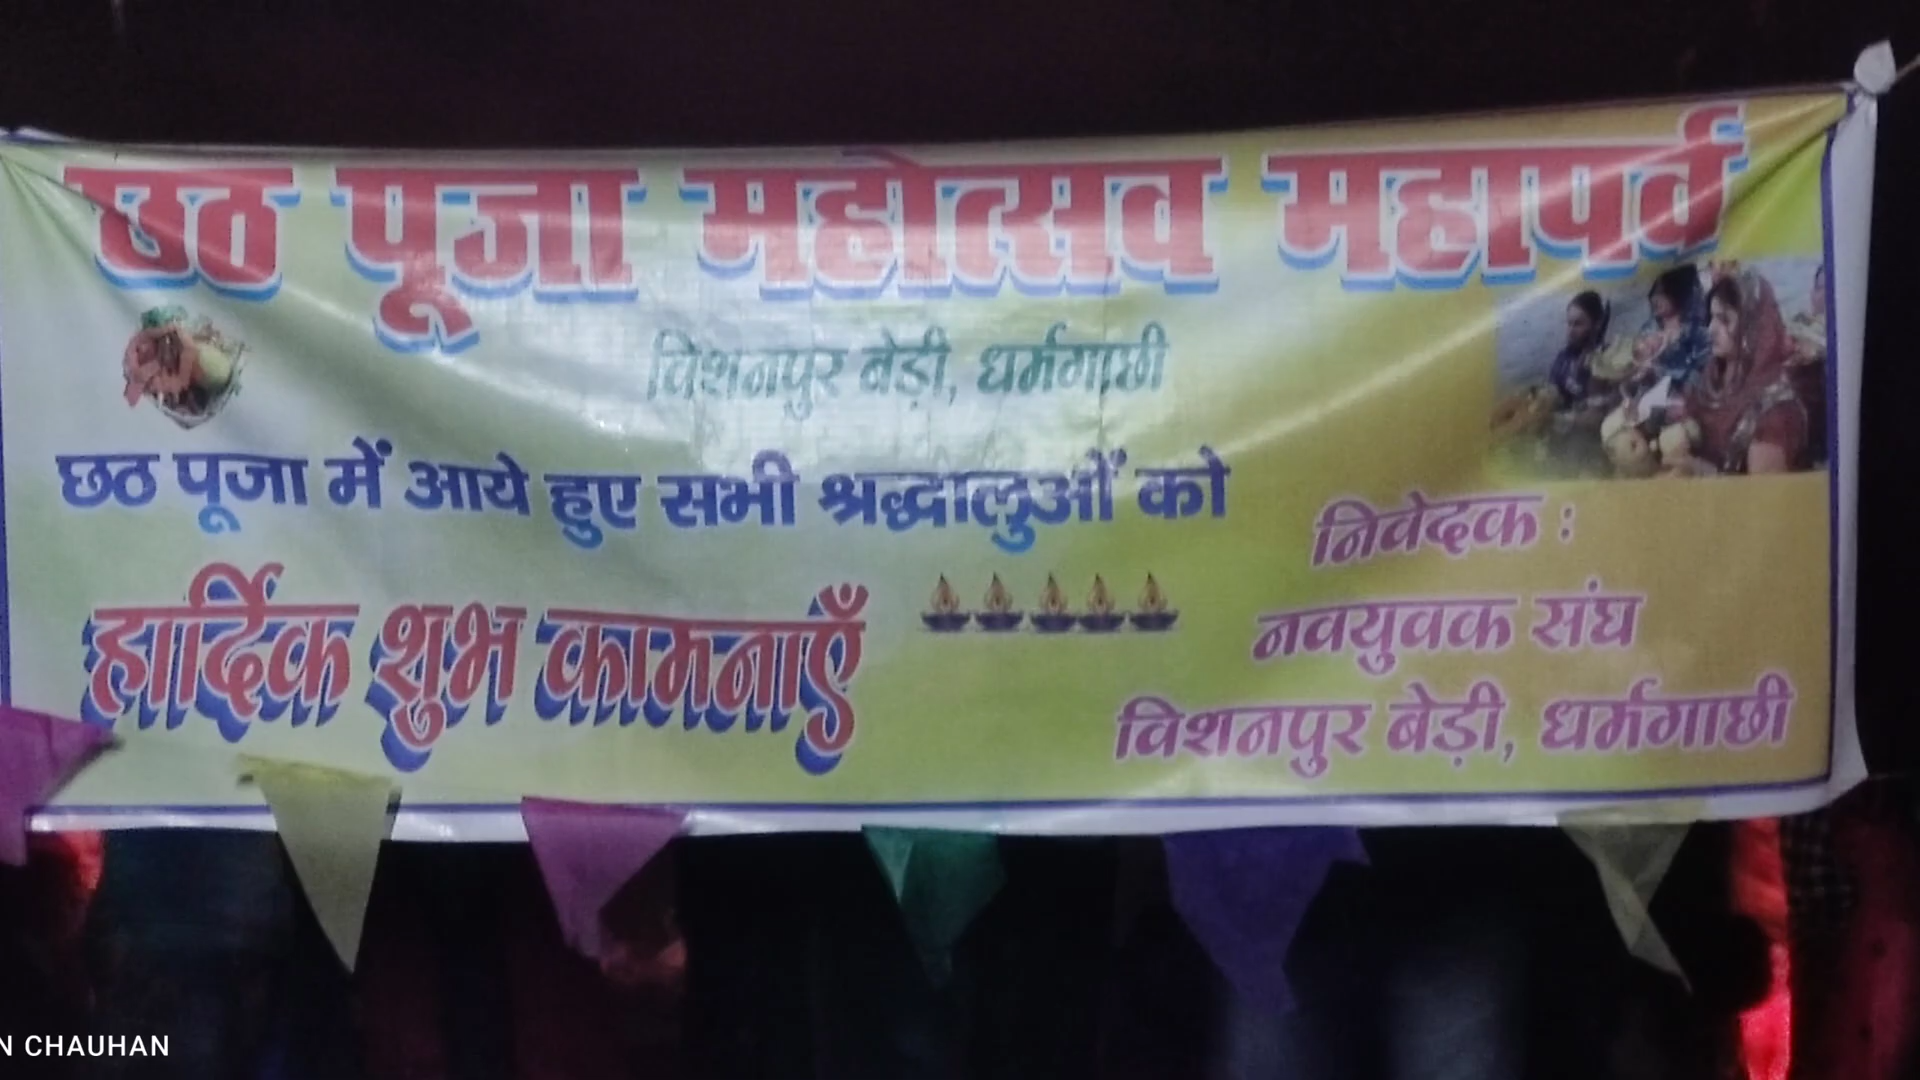 छठ पूजा महोत्सव महापर्व
विशनपुर बेड़ी, धर्मगाछी
छठ पूजा में आये हुए सभी श्रद्धालुओं को
हार्दिक शुभ कामनाएँ
निवेदक :
नवयुवक संघ
विशनपुर बेड़ी, धर्मगाछी
N CHAUHAN